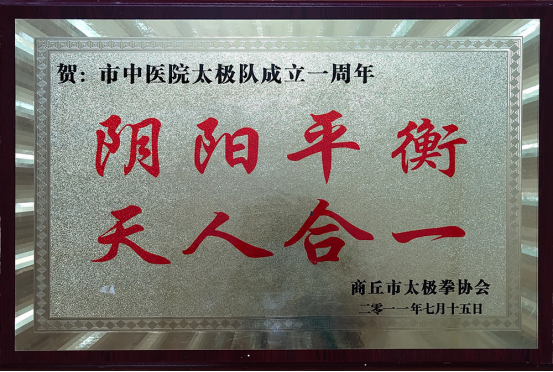 贺：市中医院太极队成立一周年
阴阳平衡
天人合一
商丘市太极拳协会
二零一一年七月十五日